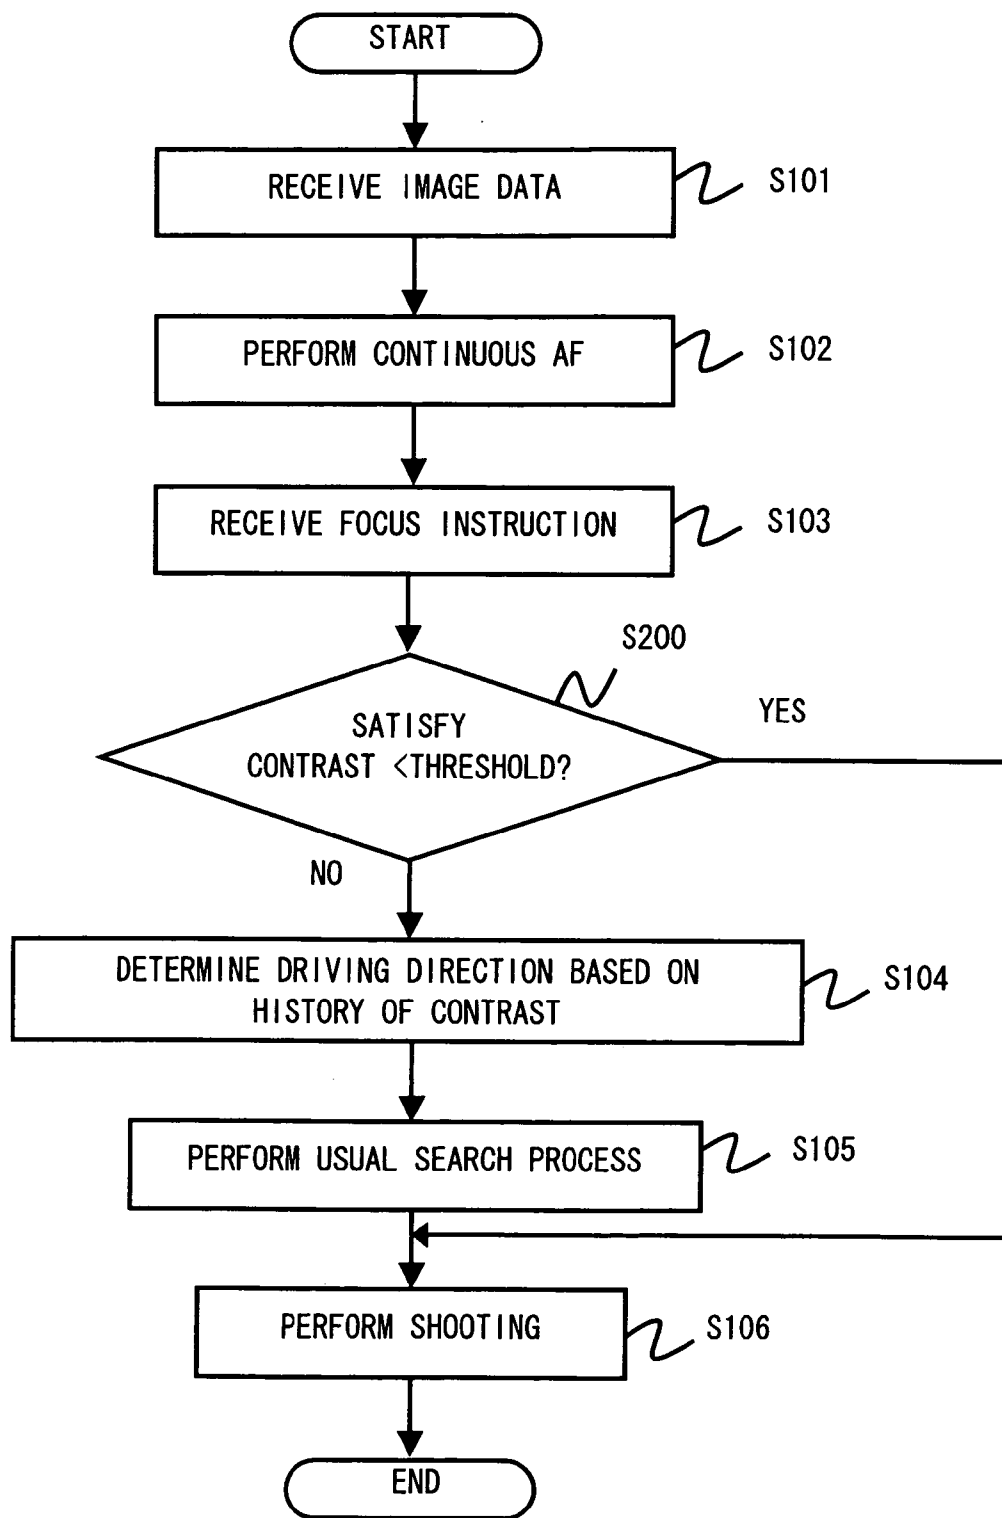 START
RECEIVE IMAGE DATA
S101
PERFORM CONTINUOUS AF
S102
RECEIVE FOCUS INSTRUCTION
S103
S200
SATISFY
CONTRAST <THRESHOLD?
YES
NO
DETERMINE DRIVING DIRECTION BASED ON
HISTORY OF CONTRAST
S104
PERFORM USUAL SEARCH PROCESS
S105
PERFORM SHOOTING
S106
END